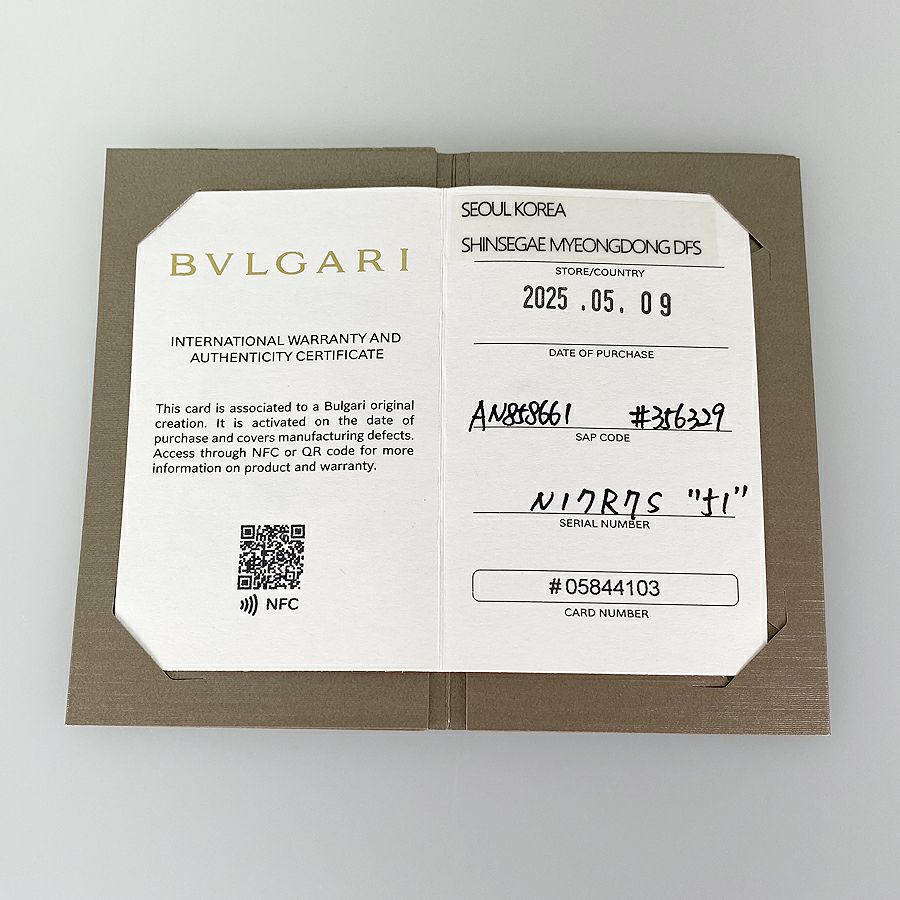 BVLGARI
INTERNATIONAL WARRANTY AND
AUTHENTICITY CERTIFICATE
This card is associated to a Bulgari original
creation. It is activated on the date of
purchase and covers manufacturing defects.
Access through NFC or QR code for more
information on product and warranty.
NFC
SEOUL KOREA
SHINSEGAE MYEONGDONG DFS
STORE/COUNTRY
2025 .05. 09
DATE OF PURCHASE
AN858661 #356329
SAP CODE
N17R7S "51"
SERIAL NUMBER
#05844103
CARD NUMBER